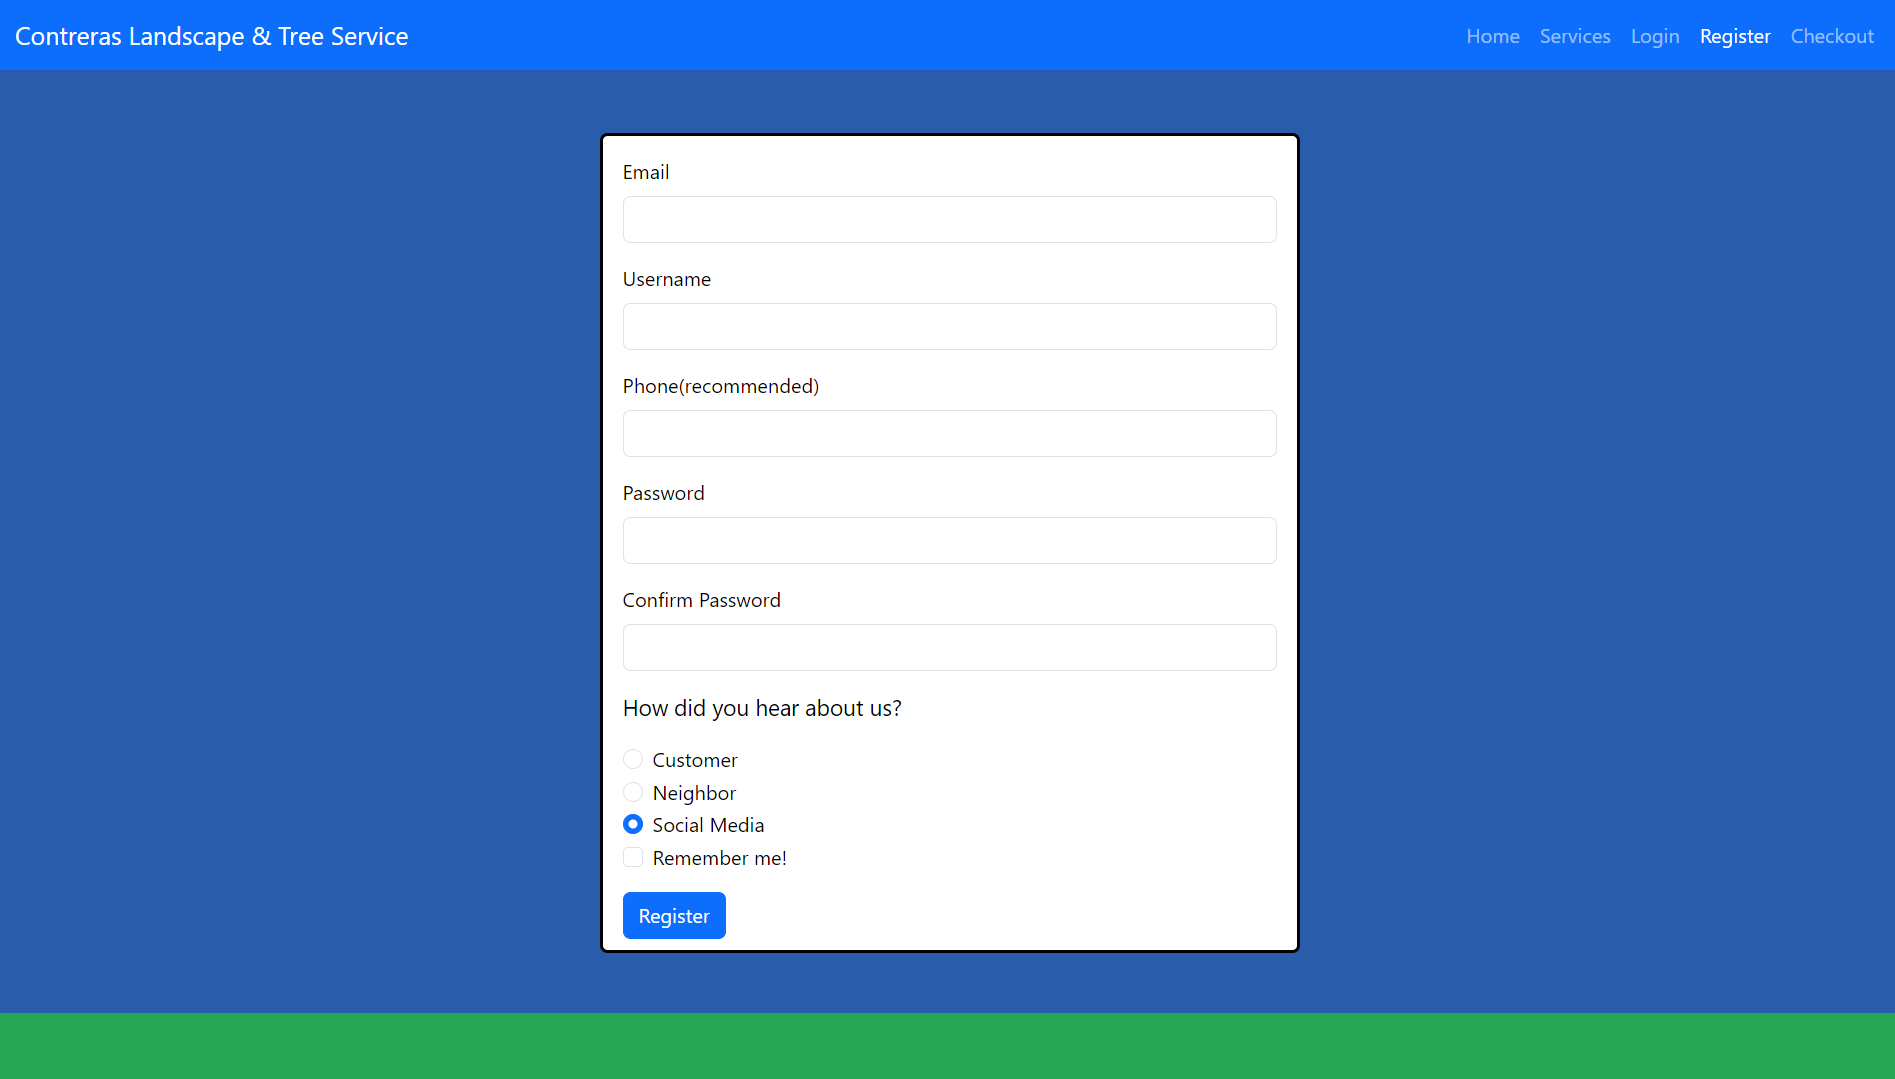 Contreras Landscape & Tree Service
Home Services Login Register Checkout
Email
Username
Phone(recommended)
Password
Confirm Password
How did you hear about us?
Customer
Neighbor
Social Media
Remember me!
Register